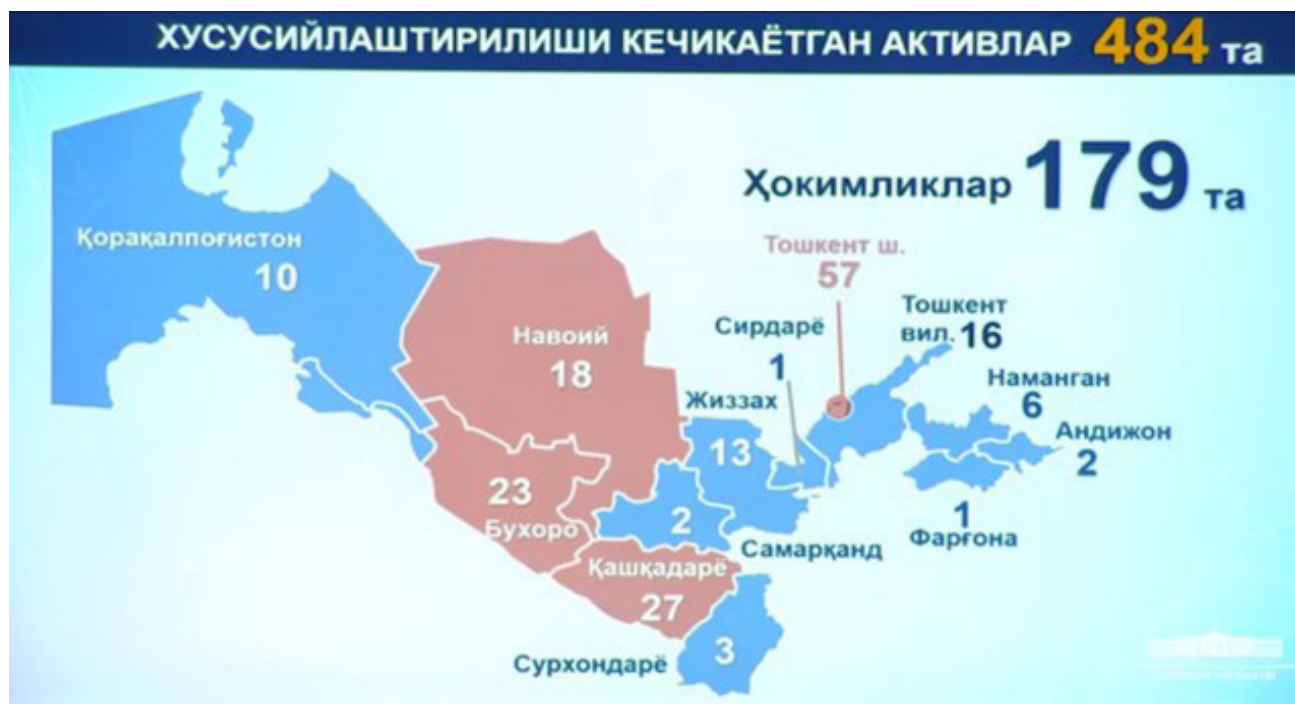 ХУСУСИЙЛАШТИРИЛИШИ КЕЧИКАЁТГАН АКТИВЛАР 484 та
Ҳокимликлар 179 та
Қорақалпоғистон
10
Тошкент ш.
57
Навоий
18
Сирдарё
1
Тошкент
вил. 16
Жиззах
13
Наманган
6
Андижон
2
23
Бухоро
2
Самарқанд
1
Фарғона
Қашқадарё
27
Сурхондарё
3